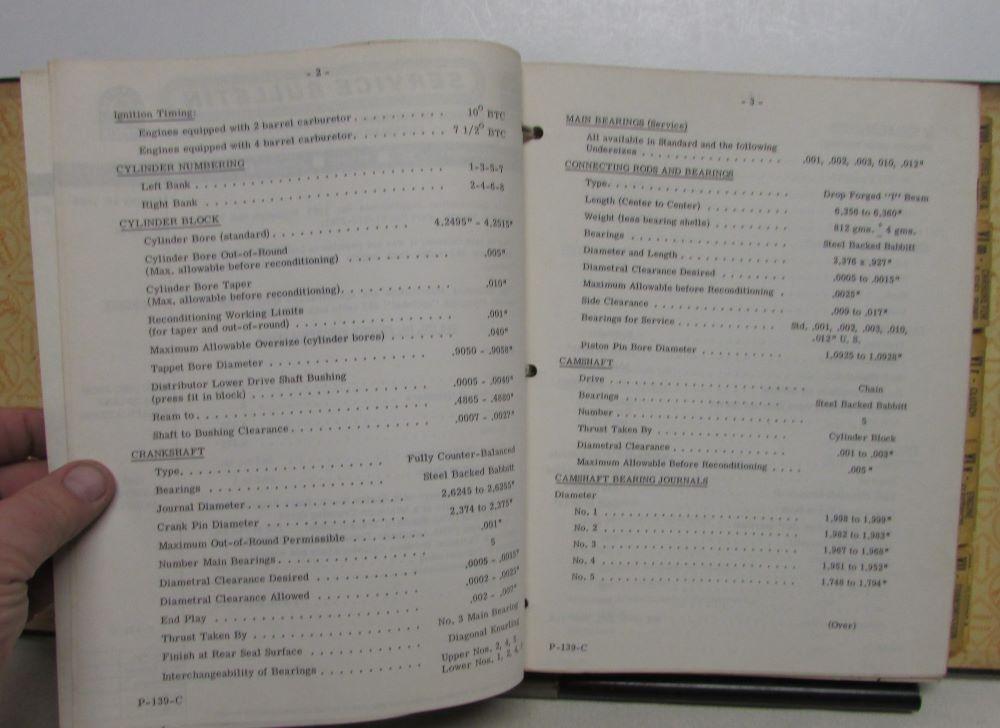 - 2 -
Ignition Timing:
Engines equipped with 2 barrel carburetor . . . . . . . . . . 10° BTC
Engines equipped with 4 barrel carburetor. . . . . . . . . . 7 1/2° BTC
CYLINDER NUMBERING
Left Bank . . . . . . . . . . 1-3-5-7
Right Bank . . . . . . . . . . 2-4-6-8
CYLINDER BLOCK
Cylinder Bore (standard) . . . . . . . . . . 4.2495" - 4.2515"
Cylinder Bore Out-of-Round
(Max. allowable before reconditioning) . . . . . . . . . . .005"
Cylinder Bore Taper
(Max. allowable before reconditioning). . . . . . . . . . .010"
Reconditioning Working Limits
(for taper and out-of-round) . . . . . . . . . . .001"
Maximum Allowable Oversize (cylinder bores) . . . . . . . .040"
Tappet Bore Diameter . . . . . . . . . . .9050 - .9058"
Distributor Lower Drive Shaft Bushing
(press fit in block) . . . . . . . . . . .0005 - .0040"
Ream to . . . . . . . . . . .4865 - .4880"
Shaft to Bushing Clearance . . . . . . . . . . .0007 - .0027"
CRANKSHAFT
Type. . . . . . . . . . Fully Counter-Balanced
Bearings . . . . . . . . . . Steel Backed Babbitt
Journal Diameter . . . . . . . . . . 2.6245 to 2.6255"
Crank Pin Diameter . . . . . . . . . . 2.374 to 2.375"
Maximum Out-of-Round Permissible . . . . . . . . .001"
Number Main Bearings . . . . . . . . . . 5
Diametral Clearance Desired . . . . . . . . . . .0005 - .0015"
Diametral Clearance Allowed . . . . . . . . . . .0002 - .0025"
End Play . . . . . . . . . . .002 - .007"
Thrust Taken By . . . . . . . . . . No. 3 Main Bearing
Finish at Rear Seal Surface . . . . . . . . . . Diagonal Knurling
Interchangeability of Bearings . . . . . . . . . . Upper Nos. 2, 4, 5
Lower Nos. 1, 2, 4,
P-139-C
- 3 -
MAIN BEARINGS (Service)
All available in Standard and the following
Undersizes . . . . . . . . . . .001, .002, .003, 010, .012"
CONNECTING RODS AND BEARINGS
Type. . . . . . . . . . Drop Forged "I" Beam
Length (Center to Center) . . . . . . . . . . 6.356 to 6.360"
Weight (less bearing shells) . . . . . . . . . . 812 gms. ± 4 gms.
Bearings . . . . . . . . . . Steel Backed Babbitt
Diameter and Length . . . . . . . . . . 2.376 x .927"
Diametral Clearance Desired . . . . . . . . .0005 to .0015"
Maximum Allowable before Reconditioning . .0025"
Side Clearance . . . . . . . . . . .009 to .017"
Bearings for Service . . . . . . . . . . Std. .001, .002, .003, .010,
.012" U. S.
Piston Pin Bore Diameter . . . . . . . . . . 1.0925 to 1.0928"
CAMSHAFT
Drive . . . . . . . . . . Chain
Bearings . . . . . . . . . . Steel Backed Babbitt
Number . . . . . . . . . . 5
Thrust Taken By . . . . . . . . . . Cylinder Block
Diametral Clearance . . . . . . . . . . .001 to .003"
Maximum Allowable Before Reconditioning . . . . .005 "
CAMSHAFT BEARING JOURNALS
Diameter
No. 1 . . . . . . . . . . 1.998 to 1.999"
No. 2 . . . . . . . . . . 1.982 to 1.983"
No. 3 . . . . . . . . . . 1.967 to 1.968"
No. 4 . . . . . . . . . . 1.951 to 1.952"
No. 5 . . . . . . . . . . 1.748 to 1.794"
(Over)
P-139-C